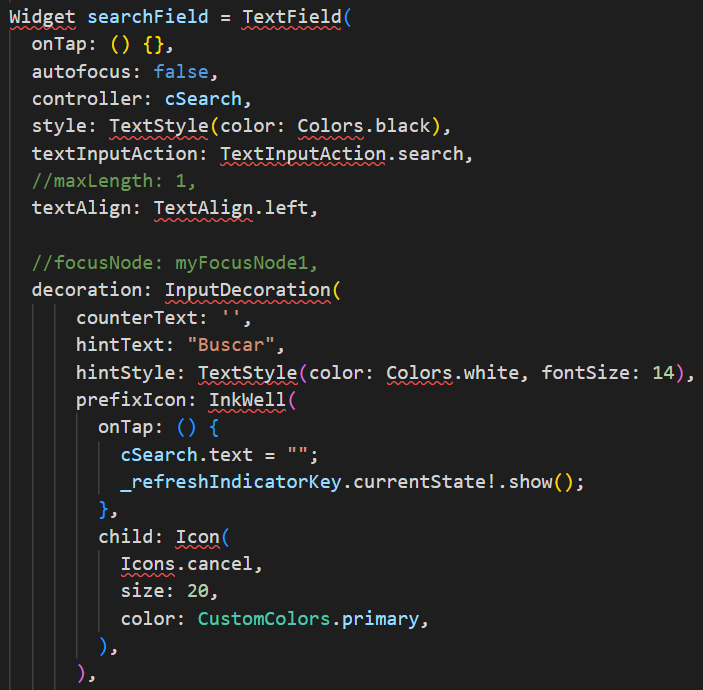 Widget searchField = TextField(
  onTap: () {},
  autofocus: false,
  controller: cSearch,
  style: TextStyle(color: Colors.black),
  textInputAction: TextInputAction.search,
  //maxLength: 1,
  textAlign: TextAlign.left,

  //focusNode: myFocusNode1,
  decoration: InputDecoration(
      counterText: '',
      hintText: "Buscar",
      hintStyle: TextStyle(color: Colors.white, fontSize: 14),
      prefixIcon: InkWell(
        onTap: () {
          cSearch.text = "";
          _refreshIndicatorKey.currentState!.show();
        },
        child: Icon(
          Icons.cancel,
          size: 20,
          color: CustomColors.primary,
        ),
      ),